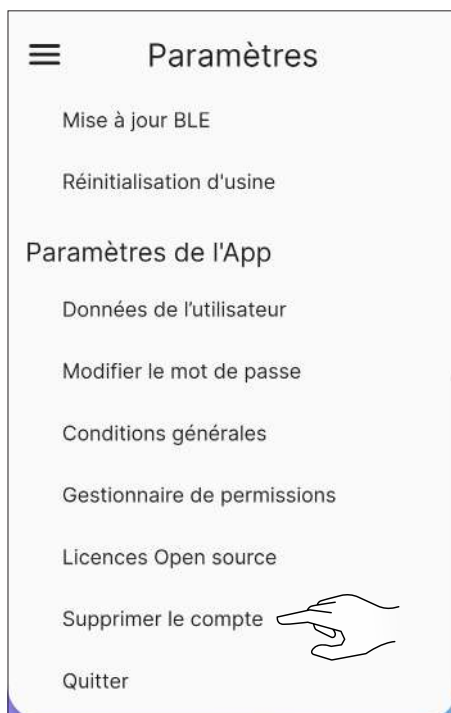 Paramètres
Mise à jour BLE
Réinitialisation d'usine
Paramètres de l'App
Données de l’utilisateur
Modifier le mot de passe
Conditions générales
Gestionnaire de permissions
Licences Open source
Supprimer le compte
Quitter